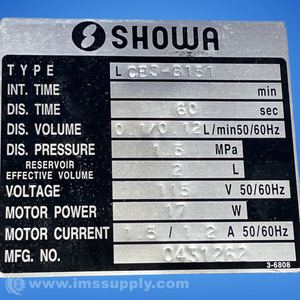 SHOWA
TYPE LCB3-6151
INT. TIME min
DIS. TIME 60 sec
DIS. VOLUME 0.1/0.12 L/min50/60Hz
DIS. PRESSURE 1.5 MPa
RESERVOIR
EFFECTIVE VOLUME 2 L
VOLTAGE 115 V 50/60Hz
MOTOR POWER 17 W
MOTOR CURRENT 1.5 / 1.2 A 50/60Hz
MFG. NO. 0451262
3-6808
www.imssupply.com